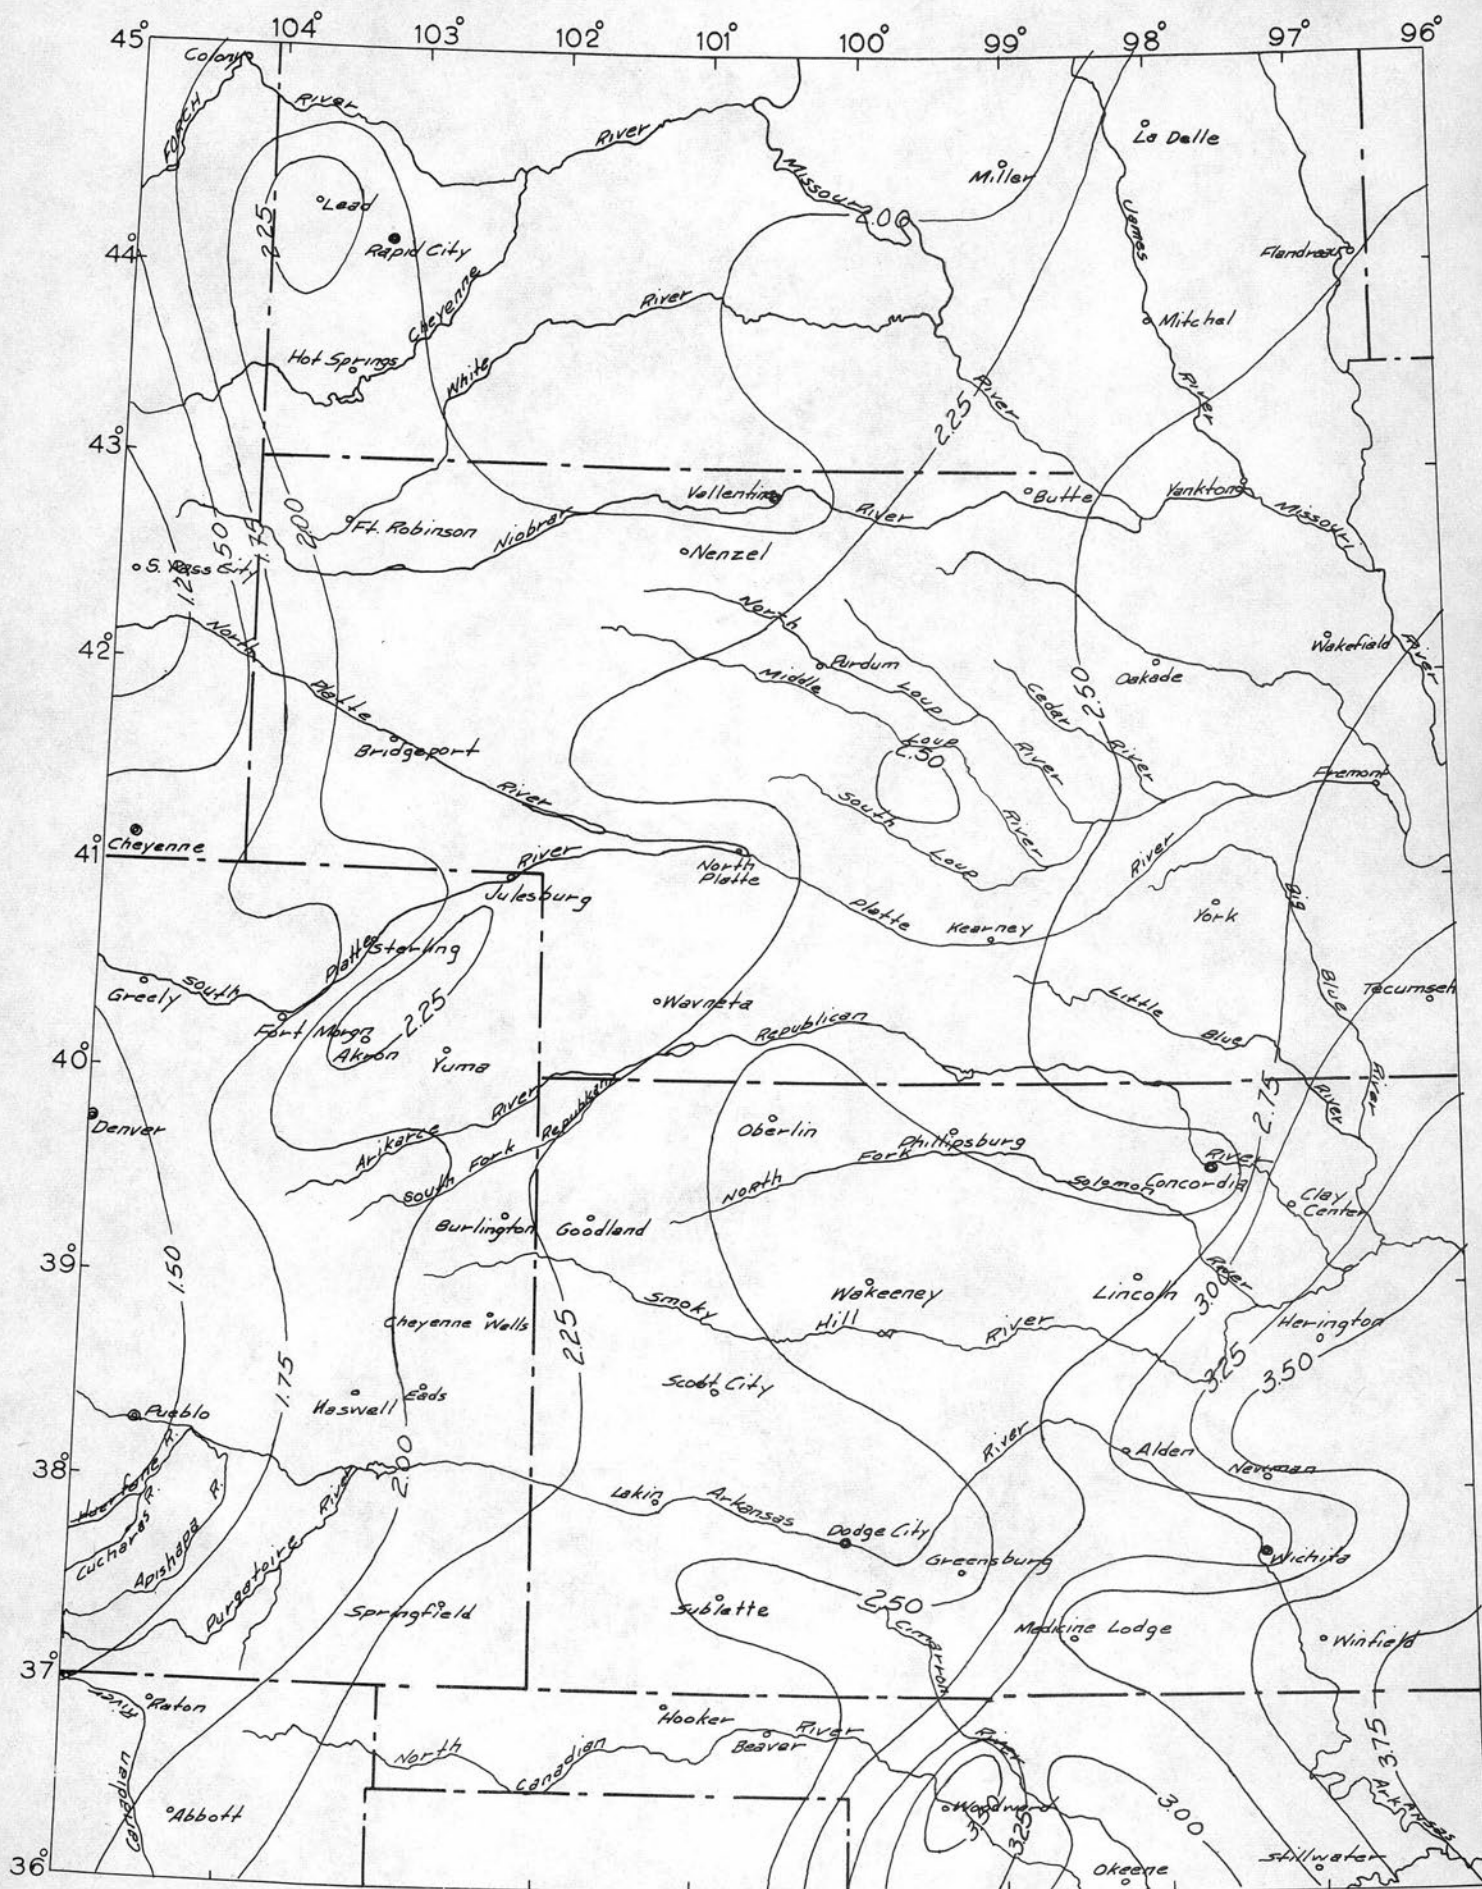 45° 104° 103° 102° 101° 100° 99° 98° 97° 96°
Colony
FORCH
River
River
La Delle
Miller
Missouri
2.00
James
Lead
2.25
Rapid City
44°
Flandreau
Cheyenne
River
Mitchel
Hot Springs
White
River
River
2.25
43°
Vallentine
Butte
Yankton
Missouri
River
Ft. Robinson
Niobrar
2.00
1.75
1.50
Nenzel
S. Pass City
1.2
North
North
42°
Wakefield
River
Purdum
Oakade
Middle
Loup
Cedar
2.50
Platte
Bridgeport
Loup
River
River
2.50
Fremont
River
South
River
41°
Cheyenne
River
North
Platte
Loup
River
Julesburg
Big
York
Platte
Kearney
Platte
Sterling
South
Greely
2.25
Wavneta
Little
Blue
Tecumseh
Fort Morgn
Republican
Akron
Yuma
Blue
40°
River
River
2.75
River
Denver
Republican
Oberlin
Phillipsburg
Arikaree
Fork
Fork
River
South
North
Solomon
Concordia
Clay
Center
Burlington
Goodland
39°
1.50
River
Wakeeney
Lincoln
3.00
Smoky
Hill
River
Herington
Cheyenne Wells
2.25
3.25
3.50
1.75
Scott City
Haswell
Eads
Pueblo
R.
River
Alden
38°
2.00
Newman
Huerfano
R.
R.
River
Lakin
Arkansas
Dodge City
Cucharas
Apishapa
Greensburg
Wichita
Purgatoire
Springfield
Sublette
2.50
Cimarron
Medicine Lodge
Winfield
37°
River
Raton
Hooker
Beaver
River
River
3.75
North
Canadian
Canadian
Abbott
Woodward
3.50
3.25
3.00
Arkansas
Stillwater
36°
Okeene